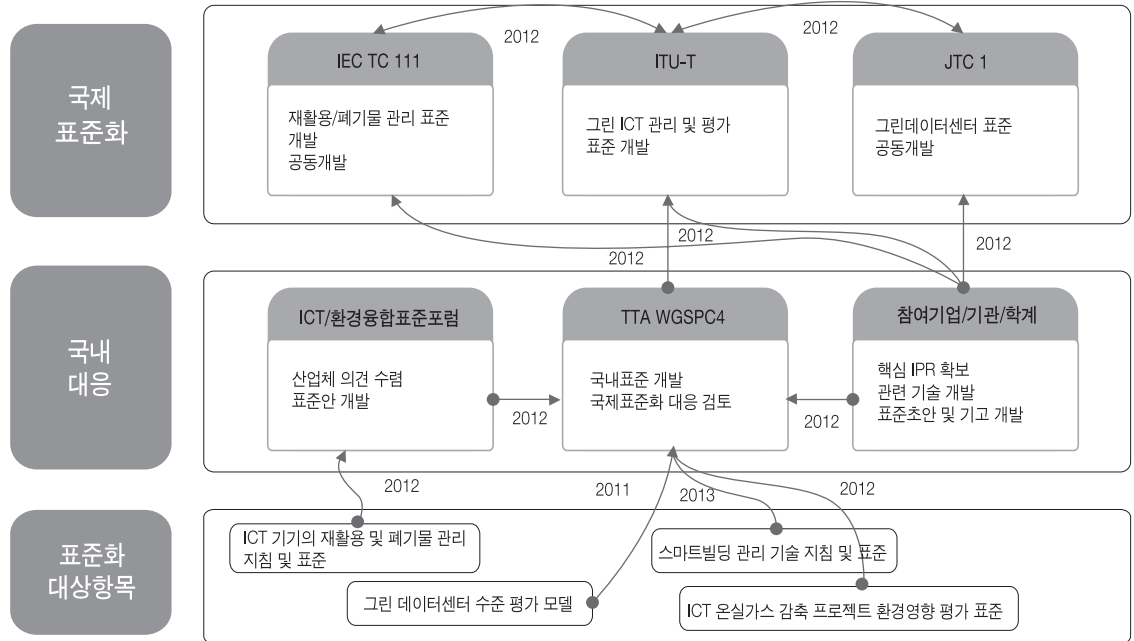 국제
표준화
2012
2012
IEC TC 111
재활용/폐기물 관리 표준
개발
공동개발
ITU-T
그린 ICT 관리 및 평가
표준 개발
JTC 1
그린데이터센터 표준
공동개발
2012
2012
2012
국내
대응
ICT/환경융합표준포럼
산업체 의견 수렴
표준안 개발
2012
TTA WGSPC4
국내표준 개발
국제표준화 대응 검토
2012
참여기업/기관/학계
핵심 IPR 확보
관련 기술 개발
표준초안 및 기고 개발
2012
2011
2013
2012
표준화
대상항목
ICT 기기의 재활용 및 폐기물 관리
지침 및 표준
스마트빌딩 관리 기술 지침 및 표준
그린 데이터센터 수준 평가 모델
ICT 온실가스 감축 프로젝트 환경영향 평가 표준